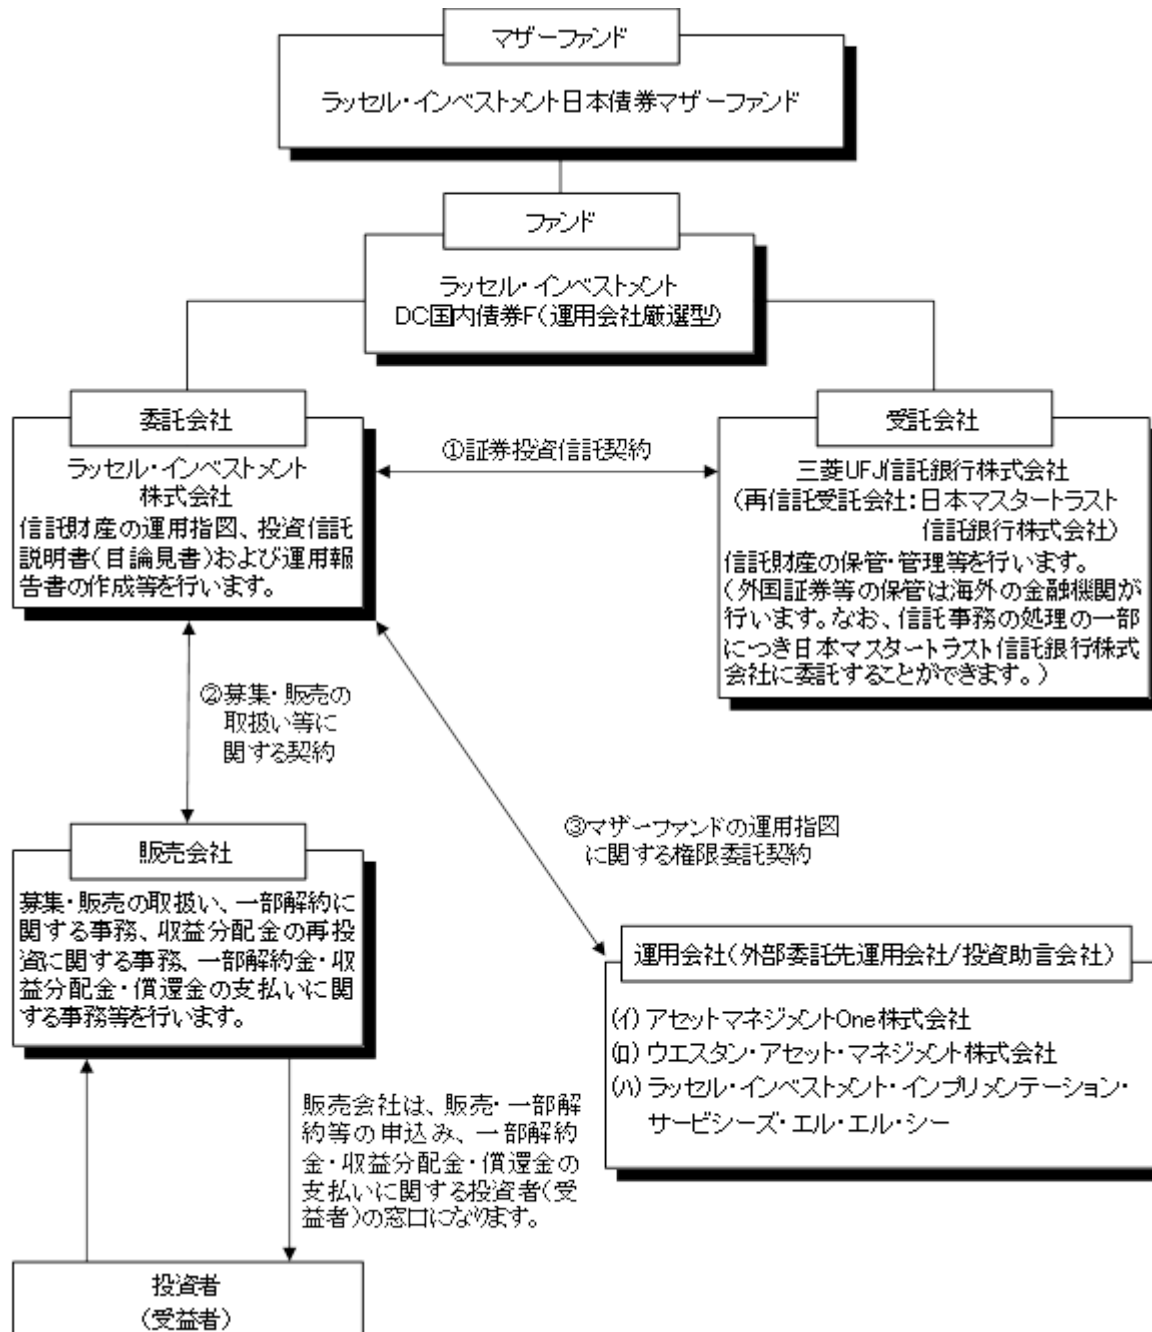 マザーファンド
ラッセル・インベストメント日本債券マザーファンド
ファンド
ラッセル・インベストメント
DC国内債券F(運用会社厳選型)
委託会社
ラッセル・インベストメント
株式会社
信託財産の運用指図、投資信託
説明書(目論見書)および運用報
告書の作成等を行います。
①証券投資信託契約
受託会社
三菱UFJ信託銀行株式会社
(再信託受託会社:日本マスタートラスト
信託銀行株式会社)
信託財産の保管・管理等を行います。
(外国証券等の保管は海外の金融機関が
行います。なお、信託事務の処理の一部
につき日本マスタートラスト信託銀行株式
会社に委託することができます。)
②募集・販売の
取扱い等に
関する契約
③マザーファンドの運用指図
に関する権限委託契約
販売会社
募集・販売の取扱い、一部解約に
関する事務、収益分配金の再投
資に関する事務、一部解約金・収
益分配金・償還金の支払いに関
する事務等を行います。
運用会社(外部委託先運用会社/投資助言会社)
(イ) アセットマネジメントOne株式会社
(ロ) ウエスタン・アセット・マネジメント株式会社
(ハ) ラッセル・インベストメント・インプリメンテーション・
サービシーズ・エル・エル・シー
販売会社は、販売・一部解
約等の申込み、一部解約
金・収益分配金・償還金の
支払いに関する投資者(受
益者)の窓口になります。
投資者
(受益者)